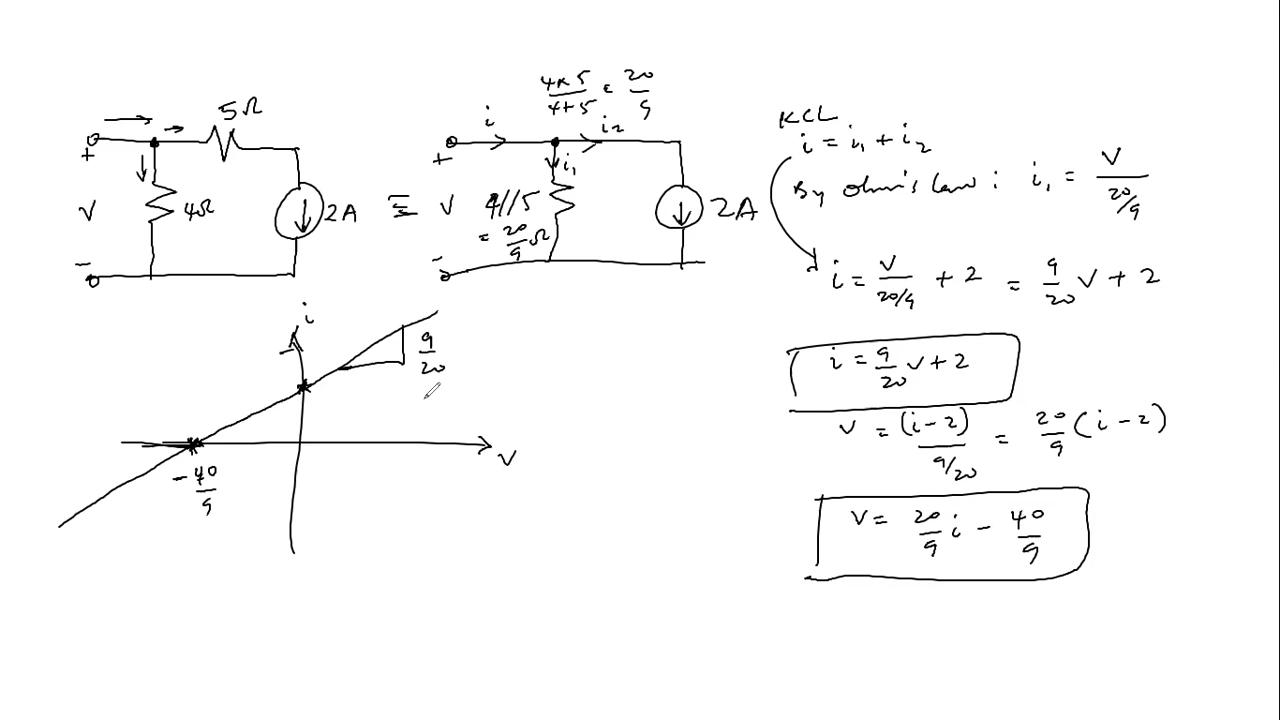 5Ω
+
V
-
4Ω
2A
≡
i
4×5/4+5 = 20/9
i₂
+
i₁
V
4//5
= 20/9 Ω
-
2A
KCL
i = i₁ + i₂
By ohm's law: i₁ = V/20/9
i = V/20/9 + 2 = 9/20 V + 2
i = 9/20 V + 2
V = (i-2)/9/20 = 20/9 (i-2)
V = 20/9 i - 40/9
i
9/20
V
-40/9